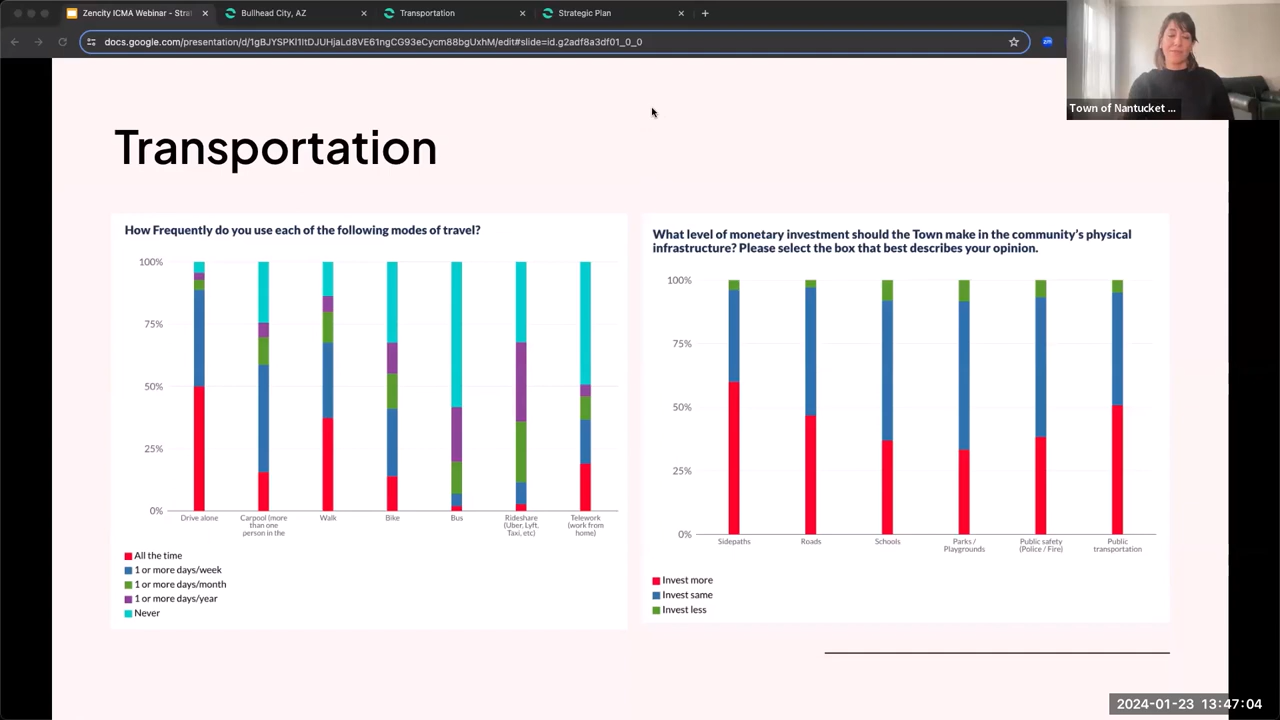 Zencity ICMA Webinar - Stra
Bullhead City, AZ
Transportation
Strategic Plan
docs.google.com/presentation/d/1gBJYSPKI1ItDJUHjaLd8VE61ngCG93eCycm88bgUxhM/edit#slide=id.g2adf8a3df01_0_0
zm
Town of Nantucket ...
Transportation
How Frequently do you use each of the following modes of travel?
100%
75%
50%
25%
0%
Drive alone
Carpool (more
than one
person in the
Walk
Bike
Bus
Rideshare
(Uber, Lyft,
Taxi, etc)
Telework
(work from
home)
All the time
1 or more days/week
1 or more days/month
1 or more days/year
Never
What level of monetary investment should the Town make in the community's physical
infrastructure? Please select the box that best describes your opinion.
100%
75%
50%
25%
0%
Sidepaths
Roads
Schools
Parks /
Playgrounds
Public safety
(Police / Fire)
Public
transportation
Invest more
Invest same
Invest less
2024-01-23 13:47:04